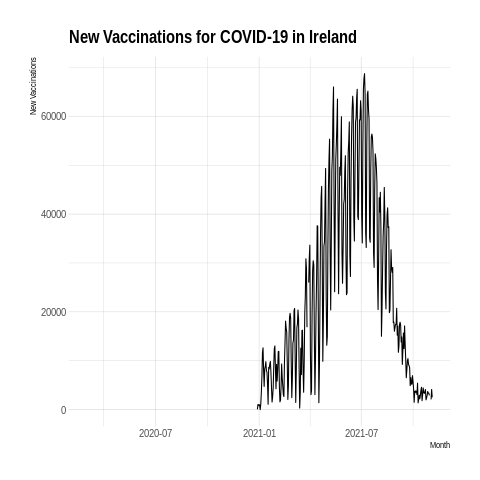 New Vaccinations for COVID-19 in Ireland
New Vaccinations
60000
40000
20000
0
2020-07 2021-01 2021-07
Month